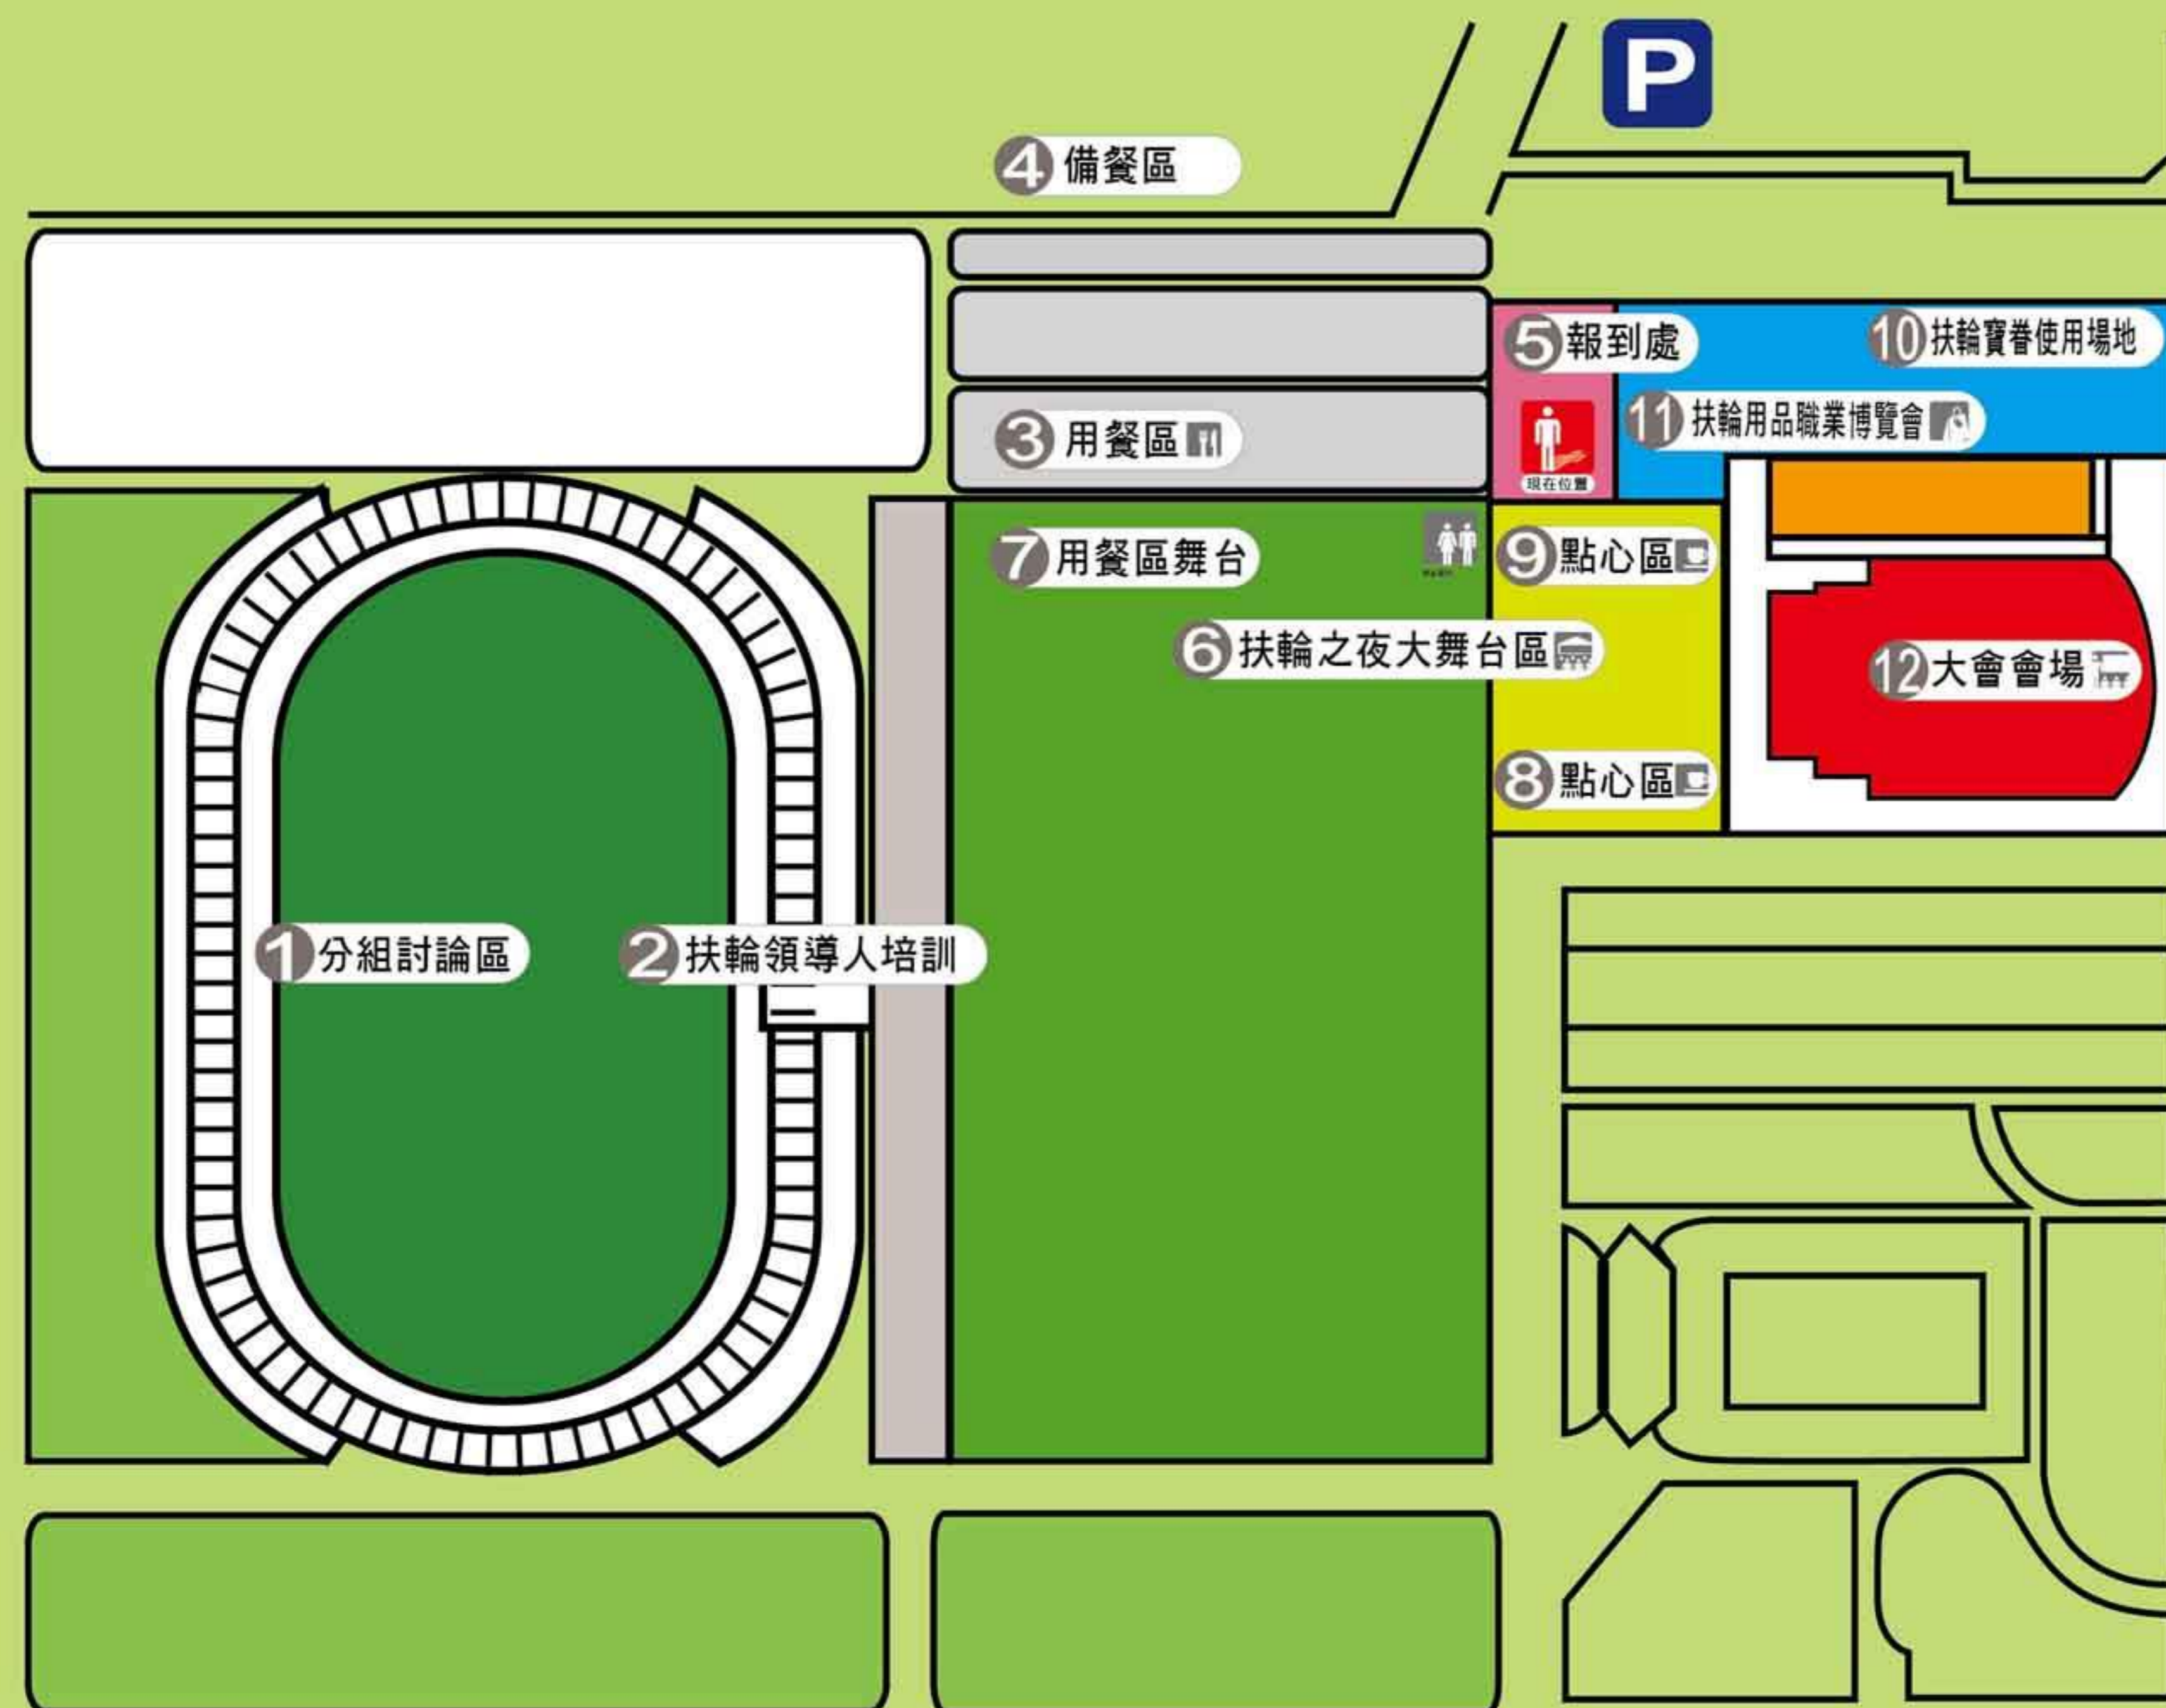 P
4 備餐區
5 報到處
10 扶輪寶眷使用場地
11 扶輪用品職業博覽會
3 用餐區
現在位置
7 用餐區舞台
9 點心區
6 扶輪之夜大舞台區
12 大會會場
8 點心區
1 分組討論區
2 扶輪領導人培訓